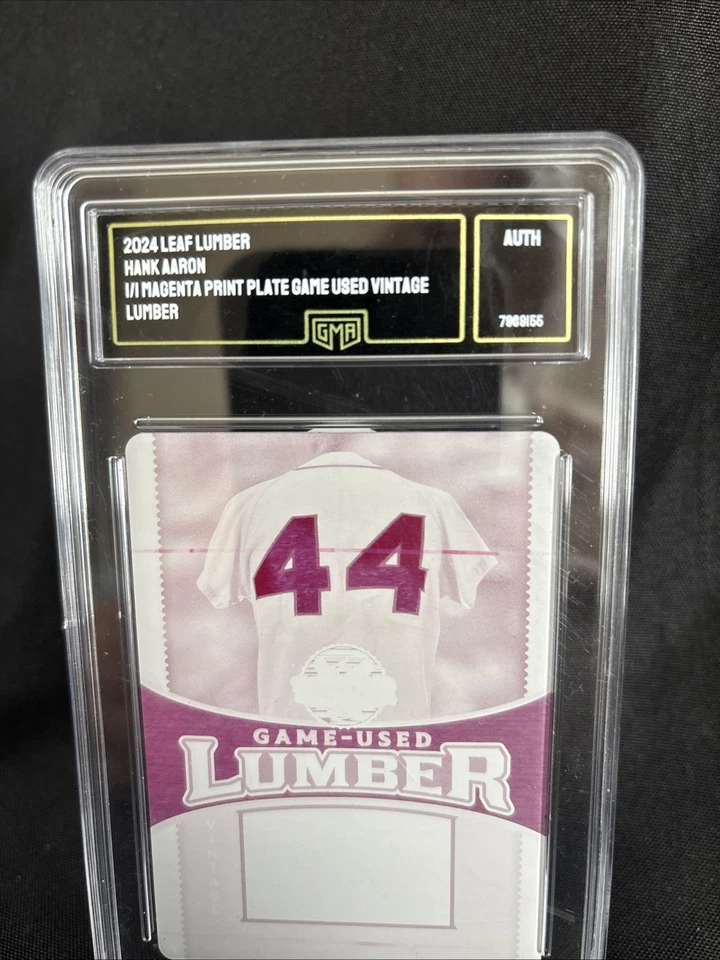 2024 LEAF LUMBER
HANK AARON
1/1 MAGENTA PRINT PLATE GAME USED VINTAGE
LUMBER
GMA
AUTH
7969155
44
GAME-USED
LUMBER